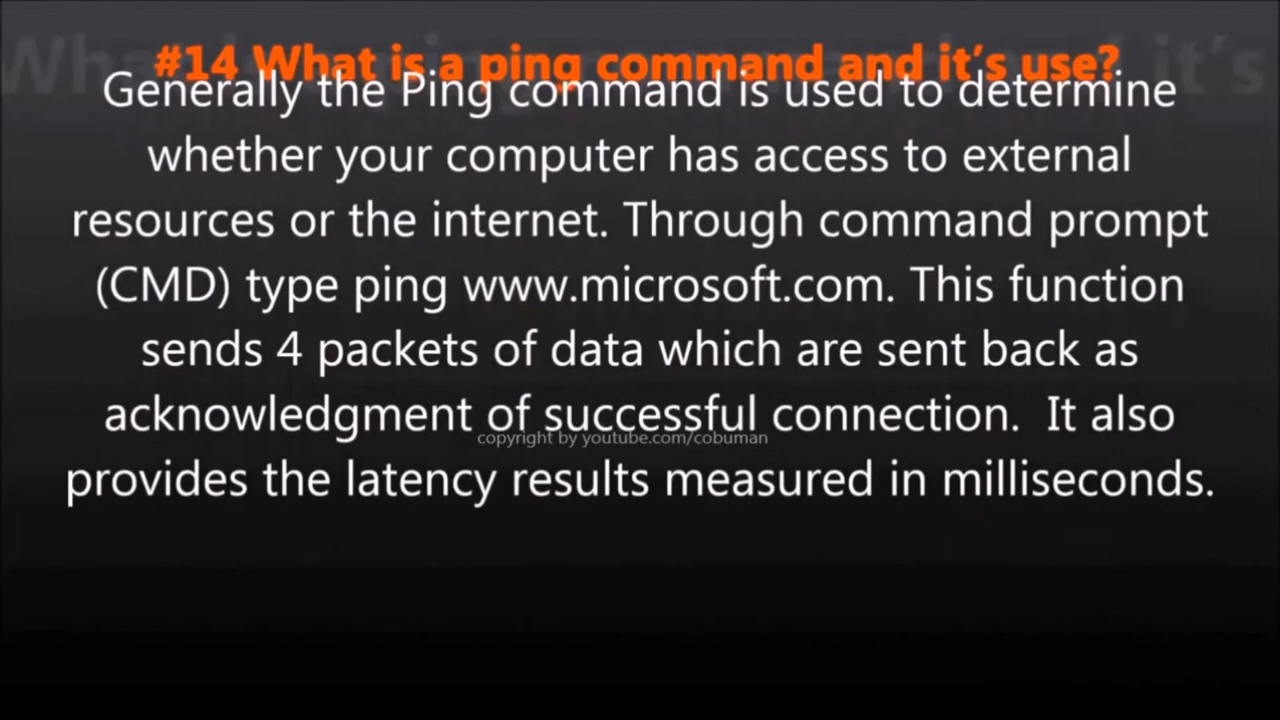 #14 What is a ping command and it's use?
Generally the Ping command is used to determine
whether your computer has access to external
resources or the internet. Through command prompt
(CMD) type ping www.microsoft.com. This function
sends 4 packets of data which are sent back as
acknowledgment of successful connection.  It also
copyright by youtube.com/cobuman
provides the latency results measured in milliseconds.